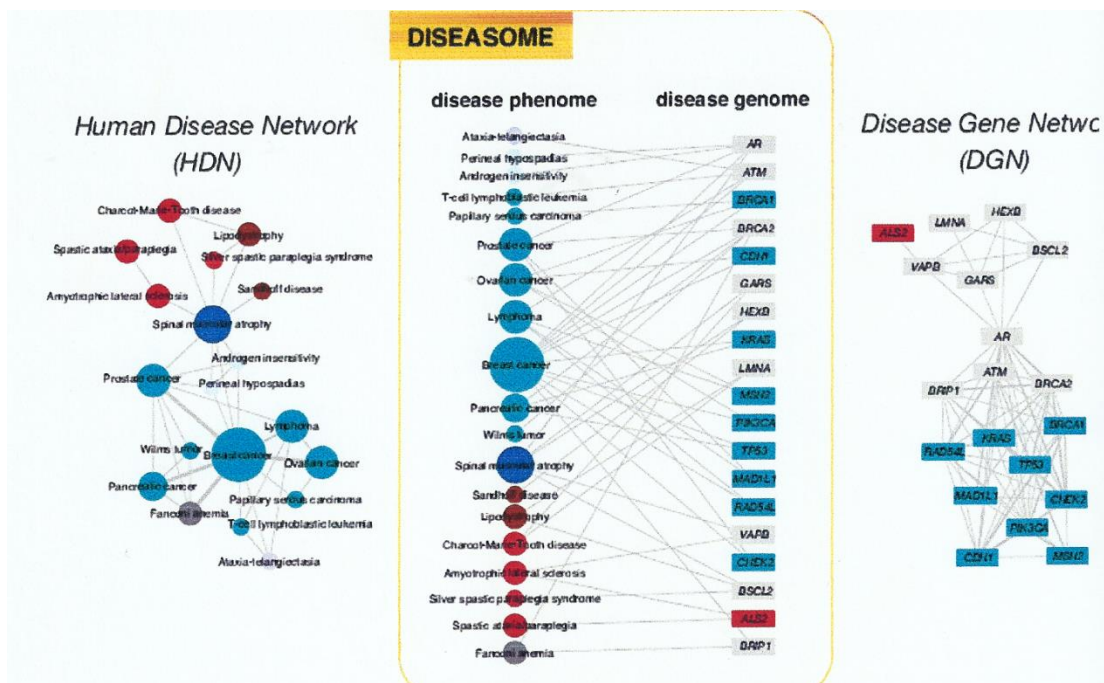 DISEASOME
Human Disease Network
(HDN)
Charcot-Marie-Tooth disease
Lipodystrophy
Spastic ataxia/paraplegia
Silver spastic paraplegia syndrome
Sandhoff disease
Amyotrophic lateral sclerosis
Spinal muscular atrophy
Androgen insensitivity
Prostate cancer
Perineal hypospadias
Lymphoma
Wilms tumor
Breast cancer
Ovarian cancer
Pancreatic cancer
Papillary serous carcinoma
Fanconi anemia
T-cell lymphoblastic leukemia
Ataxia-telangiectasia
disease phenome
Ataxia-telangiectasia
Perineal hypospadias
Androgen insensitivity
T-cell lymphoblastic leukemia
Papillary serous carcinoma
Prostate cancer
Ovarian cancer
Lymphoma
Breast cancer
Pancreatic cancer
Wilms tumor
Spinal muscular atrophy
Sandhoff disease
Lipodystrophy
Charcot-Marie-Tooth disease
Amyotrophic lateral sclerosis
Silver spastic paraplegia syndrome
Spastic ataxia/paraplegia
Fanconi anemia
disease genome
AR
ATM
BRCA1
BRCA2
CDH1
GARS
HEXB
KRAS
LMNA
MSH2
PIK3CA
TP53
MAD1L1
RAD54L
VAPB
CHEK2
BSCL2
ALS2
BRIP1
Disease Gene Netwo
(DGN)
HEXB
LMNA
ALS2
BSCL2
VAPB
GARS
AR
ATM
BRIP1
BRCA2
BRCA1
KRAS
RAD54L
TP53
MAD1L1
CHEK2
PIK3CA
CDH1
MSH2